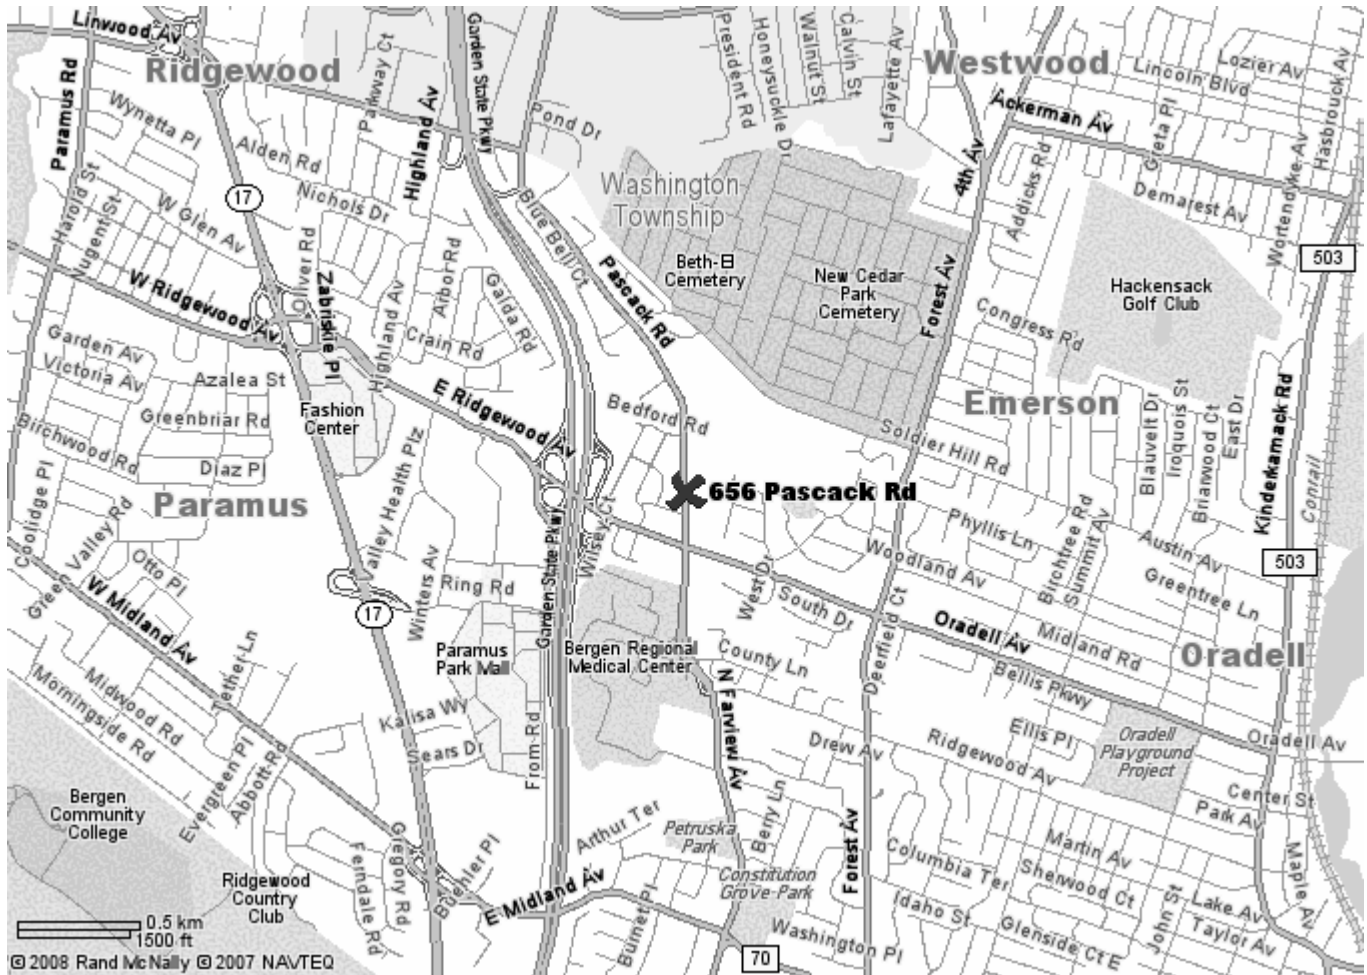 Linwood Av
Ridgewood
Paramus Rd
Wynetta Pl
Parkway Ct
Highland Av
Garden State Pkwy
Pond Dr
President Rd
Honeysuckle Dr
Walnut St
Calvin St
Lafayette Av
Westwood
Lozier Av
Lincoln Blvd
Hasbrouck Av
Ackerman Av
Greta Pl
Alden Rd
Nichols Dr
17
Harold St
Nugent St
W Glen Av
Washington
Township
4th Av
Addicks Rd
Demarest Av
Wortendyke Av
503
Blue Bell Ct
Pascack Rd
Beth-El
Cemetery
New Cedar
Park
Cemetery
Forest Av
Hackensack
Golf Club
W Ridgewood Av
Oliver Rd
Zabriskie Pl
Arbor Rd
Galda Rd
Highland Av
Crain Rd
Congress Rd
Garden Av
Victoria Av
Azalea St
Greenbriar Rd
Fashion
Center
E Ridgewood Av
Bedford Rd
Emerson
Soldier Hill Rd
Blauvelt Dr
Iroquois St
Briarwood Ct
East Dr
Kinderkamack Rd
Conrail
Birchwood Rd
Diaz Pl
Paramus
Coolidge Pl
Valley Health Plz
656 Pascack Rd
Green Valley Rd
Otto Pl
W Midland Av
Winters Av
Ring Rd
Garden State Pkwy
Wilsey Ct
West Dr
South Dr
Woodland Av
Phyllis Ln
Birchtree Rd
Summit Av
Austin Av
Greentree Ln
503
17
Paramus
Park Mall
Bergen Regional
Medical Center
County Ln
Deerfield Ct
Oradell Av
Midland Rd
Bellis Pkwy
Oradell
Tether Ln
Midwood Rd
Morningside Rd
Kalisa Wy
Sears Dr
From Rd
N Farview Av
Drew Av
Ridgewood Av
Ellis Pl
Oradell
Playground
Project
Oradell Av
Evergreen Pl
Abbott Rd
Bergen
Community
College
Arthur Ter
Petruska
Park
Berry Ln
Center St
Park Av
Ferndale Rd
Gregory Rd
Buehler Pl
E Midland Av
Constitution
Grove Park
Forest Av
Columbia Ter
Martin Av
Sherwood Ct
Maple Av
Ridgewood
Country
Club
Burnet Pl
Washington Pl
Idaho St
Glenside Ct E
John St
Lake Av
Taylor Av
70
0.5 km
1500 ft
© 2008 Rand McNally © 2007 NAVTEQ